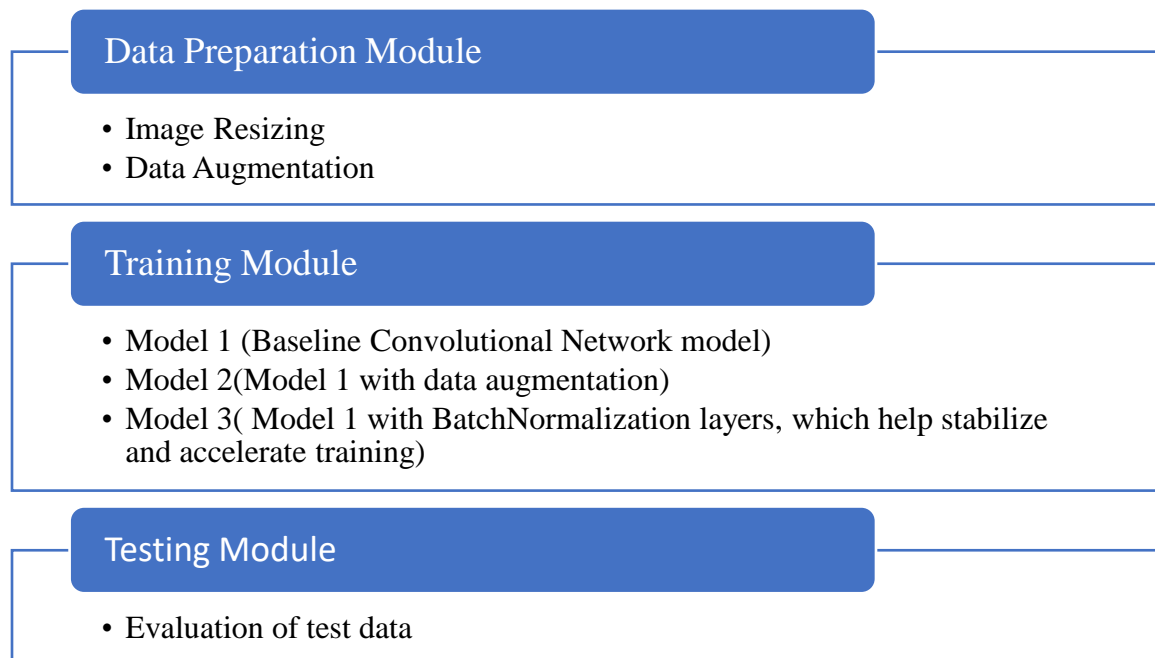 Data Preparation Module
• Image Resizing
• Data Augmentation
Training Module
• Model 1 (Baseline Convolutional Network model)
• Model 2(Model 1 with data augmentation)
• Model 3( Model 1 with BatchNormalization layers, which help stabilize
and accelerate training)
Testing Module
• Evaluation of test data